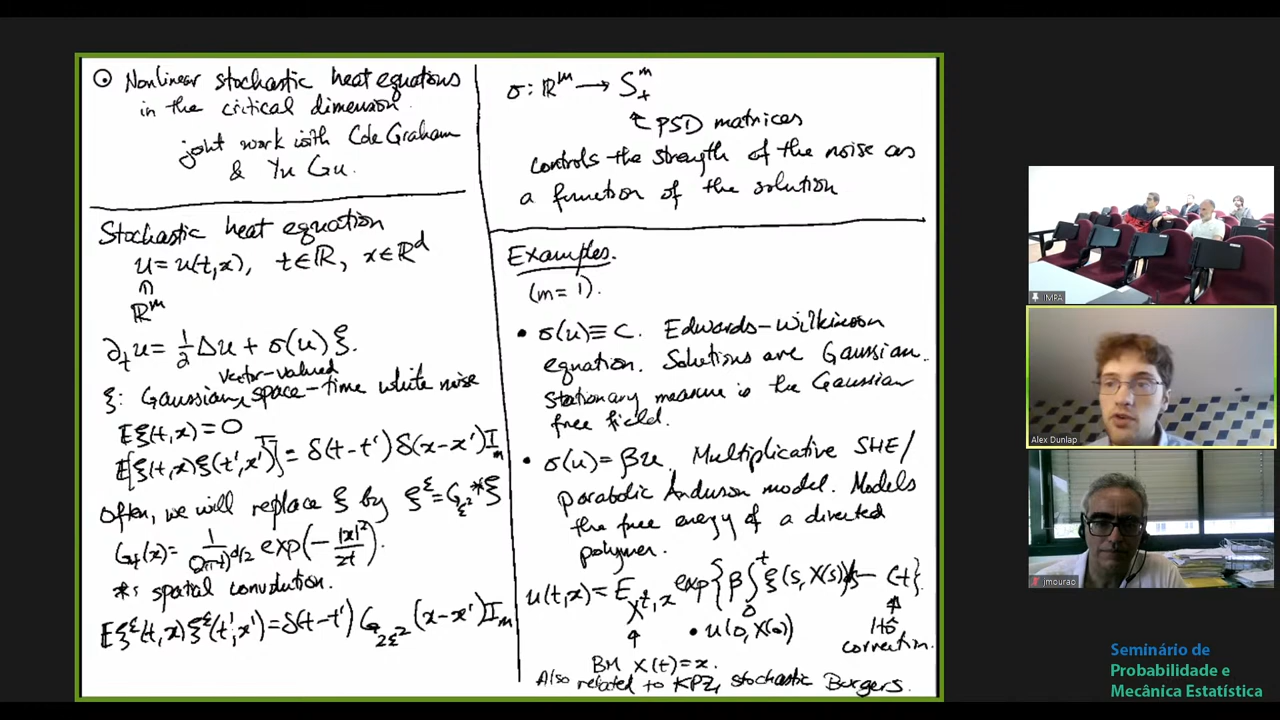 ⊙ Nonlinear stochastic heat equations
in the critical dimension.
joint work with Cole Graham
& Yu Gu.
Stochastic heat equation
u = u(t,x), t∈ℝ, x∈ℝ^d
⇑
ℝ^m
∂_t u = 1/2 Δu + σ(u) ξ.
vector-valued
ξ: Gaussian, space-time white noise
𝔼ξ(t,x) = 0
𝔼[ξ(t,x)ξ(t',x')^T] = δ(t-t')δ(x-x')I_m
Often, we will replace ξ by ξ^ε = G_{ε²} * ξ
G_t(x) = 1/(2πt)^{d/2} exp(-|x|²/2t).
*: spatial convolution.
𝔼ξ^ε(t,x)ξ^ε(t',x') = δ(t-t')G_{2ε²}(x-x')I_m
σ: ℝ^m → S_+^m
↖ PSD matrices
controls the strength of the noise as
a function of the solution
Examples.
(m=1).
• σ(u) ≡ C. Edwards-Wilkinson
equation. Solutions are Gaussian.
stationary measure is the Gaussian
free field.
• σ(u) = βu. Multiplicative SHE/
parabolic Anderson model. Models
the free energy of a directed
polymer.
u(t,x) = E_{X^{t,x}} exp{β∫_0^t ξ(s,X(s))ds - Ct}
• u(0,X(0))
⇑
Itô
correction.
↑
BM X(t)=x.
Also related to KPZ, stochastic Burgers.
IMPA
Alex Dunlap
jmourao
Seminário de
Probabilidade e
Mecânica Estatística